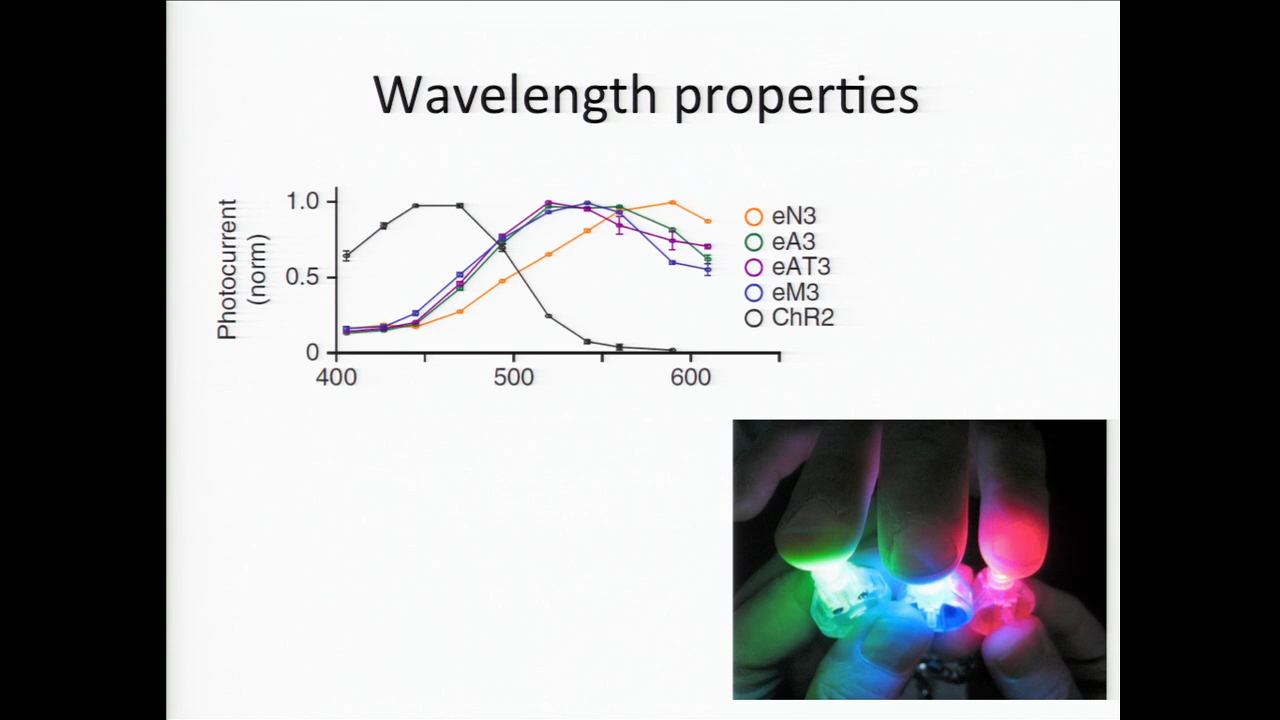 Wavelength properties
Photocurrent
(norm)
1.0
0.5
0
400
500
600
eN3
eA3
eAT3
eM3
ChR2